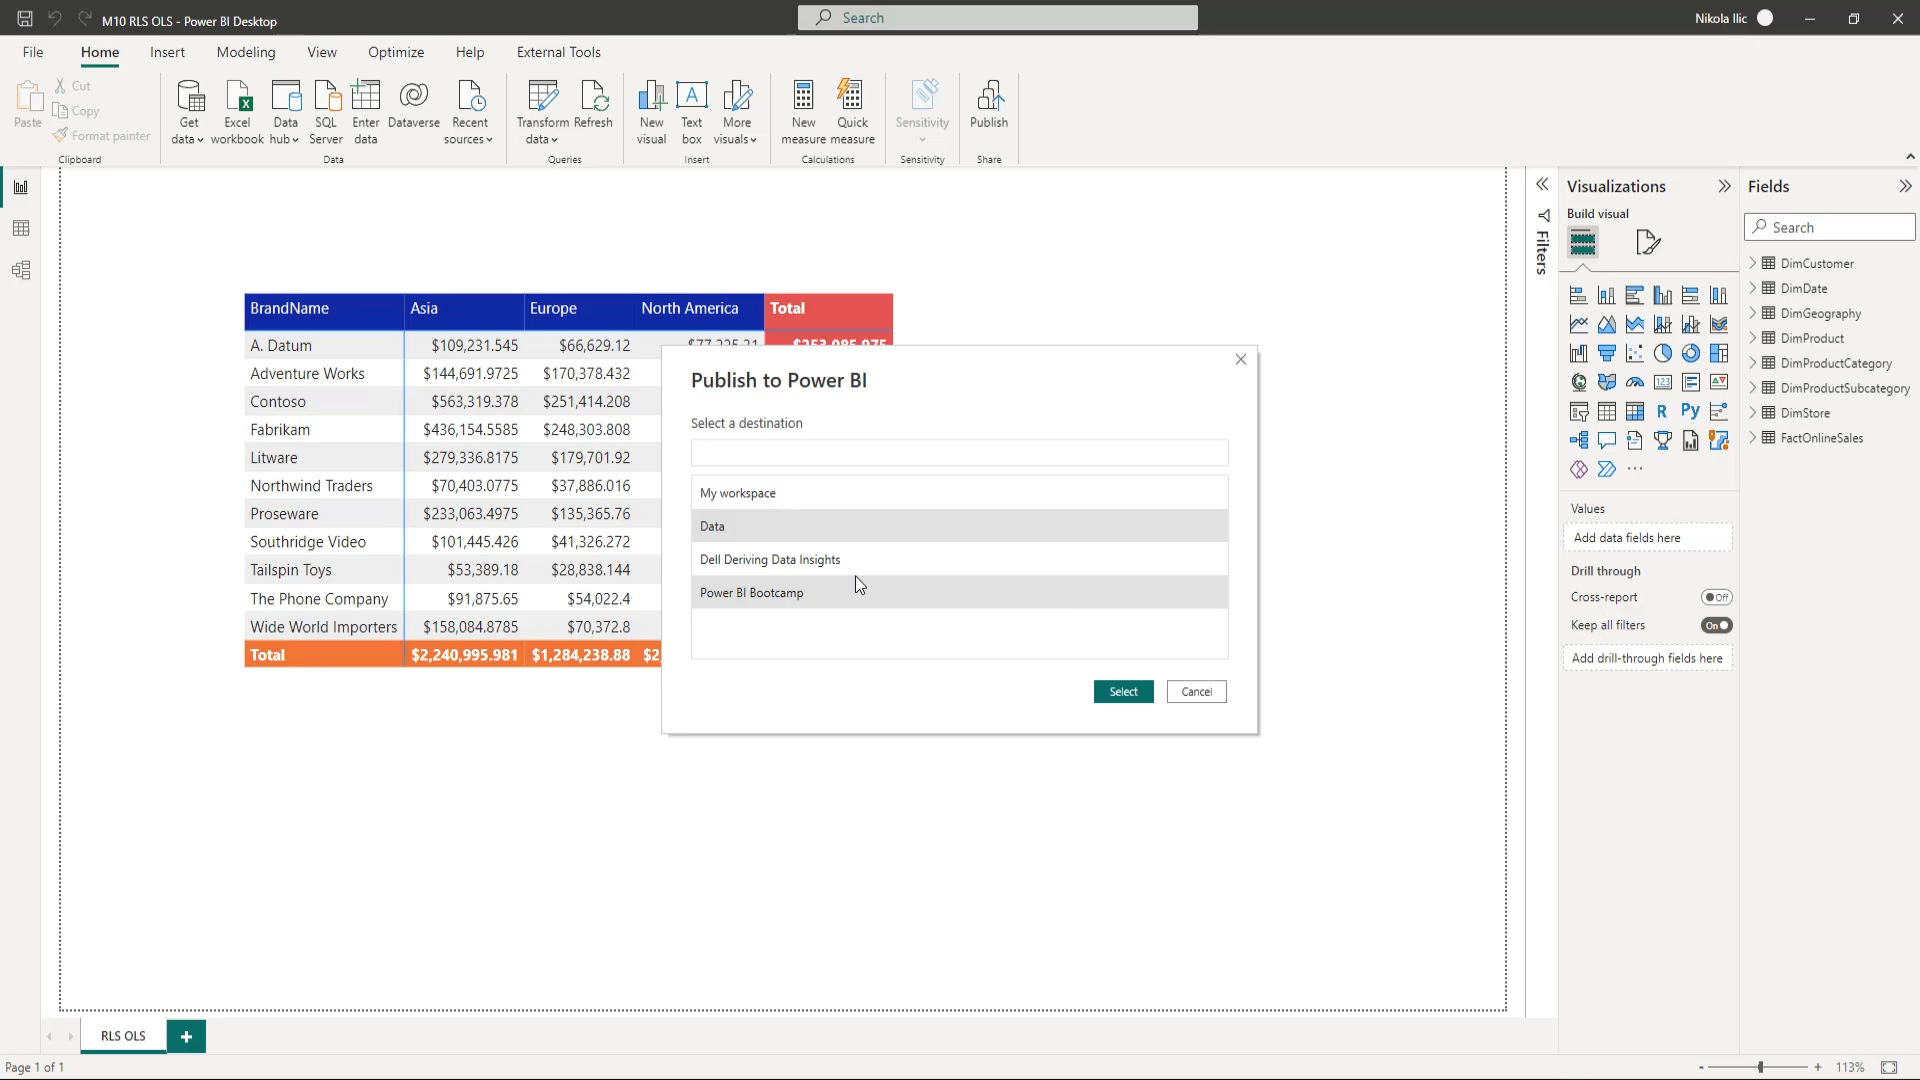 M10 RLS OLS - Power BI Desktop
Search
Nikola Ilic
File Home Insert Modeling View Optimize Help External Tools
Paste
Cut
Copy
Format painter
Clipboard
Get data
Excel workbook
Data hub
SQL Server
Enter data
Dataverse
Recent sources
Data
Transform data
Refresh
Queries
New visual
Text box
More visuals
Insert
New measure
Quick measure
Calculations
Sensitivity
Sensitivity
Publish
Share
BrandName Asia Europe North America Total
A. Datum $109,231.545 $66,629.12 $77,225.31 $253,085.975
Adventure Works $144,691.9725 $170,378.432
Contoso $563,319.378 $251,414.208
Fabrikam $436,154.5585 $248,303.808
Litware $279,336.8175 $179,701.92
Northwind Traders $70,403.0775 $37,886.016
Proseware $233,063.4975 $135,365.76
Southridge Video $101,445.426 $41,326.272
Tailspin Toys $53,389.18 $28,838.144
The Phone Company $91,875.65 $54,022.4
Wide World Importers $158,084.8785 $70,372.8
Total $2,240,995.981 $1,284,238.88 $2,
Publish to Power BI
Select a destination
My workspace
Data
Dell Deriving Data Insights
Power BI Bootcamp
Select Cancel
Filters
Visualizations
Build visual
123
R
Py
Values
Add data fields here
Drill through
Cross-report Off
Keep all filters On
Add drill-through fields here
Fields
Search
DimCustomer
DimDate
DimGeography
DimProduct
DimProductCategory
DimProductSubcategory
DimStore
FactOnlineSales
RLS OLS
+
Page 1 of 1
- + 113%